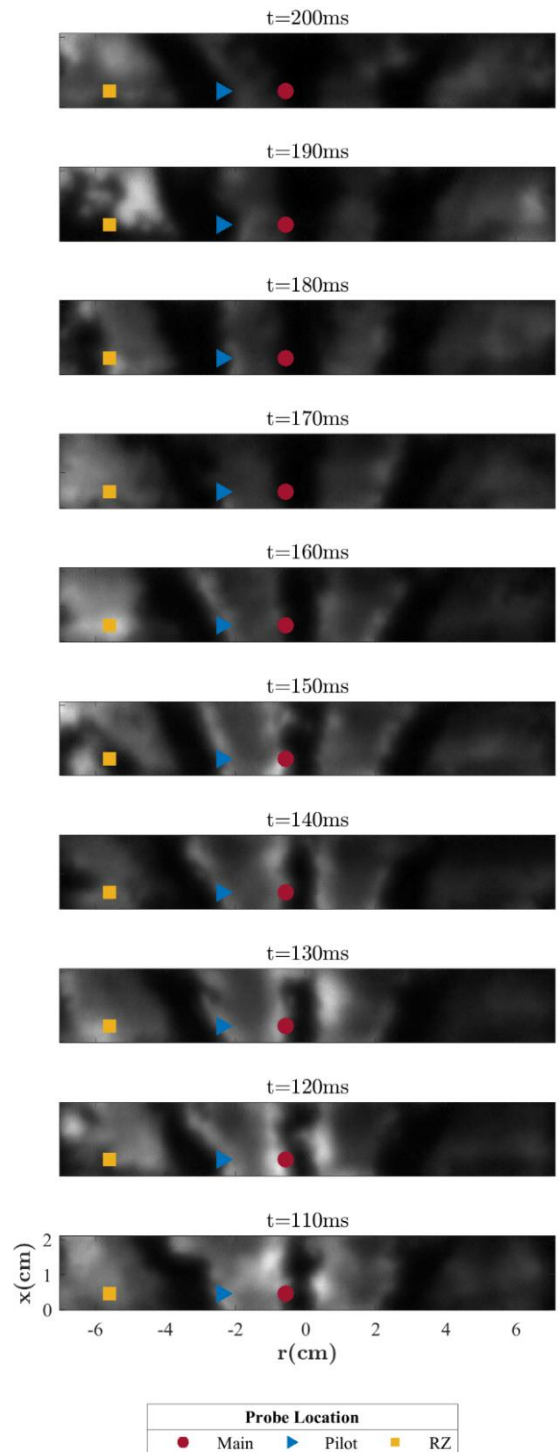 t=200ms
t=190ms
t=180ms
t=170ms
t=160ms
t=150ms
t=140ms
t=130ms
t=120ms
t=110ms
2
1
0
x(cm)
-6 -4 -2 0 2 4 6
r(cm)
Probe Location
Main Pilot RZ